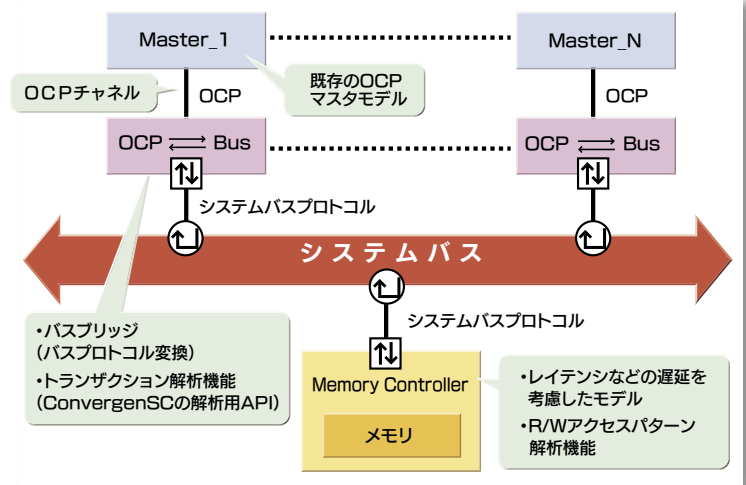 Master_1
Master_N
OCPチャネル
OCP
既存のOCP
マスタモデル
OCP
OCP ⇄ Bus
OCP ⇄ Bus
システムバスプロトコル
システムバス
システムバスプロトコル
・バスブリッジ
(バスプロトコル変換)
・トランザクション解析機能
(ConvergenSCの解析用API)
Memory Controller
メモリ
・レイテンシなどの遅延を
考慮したモデル
・R/Wアクセスパターン
解析機能